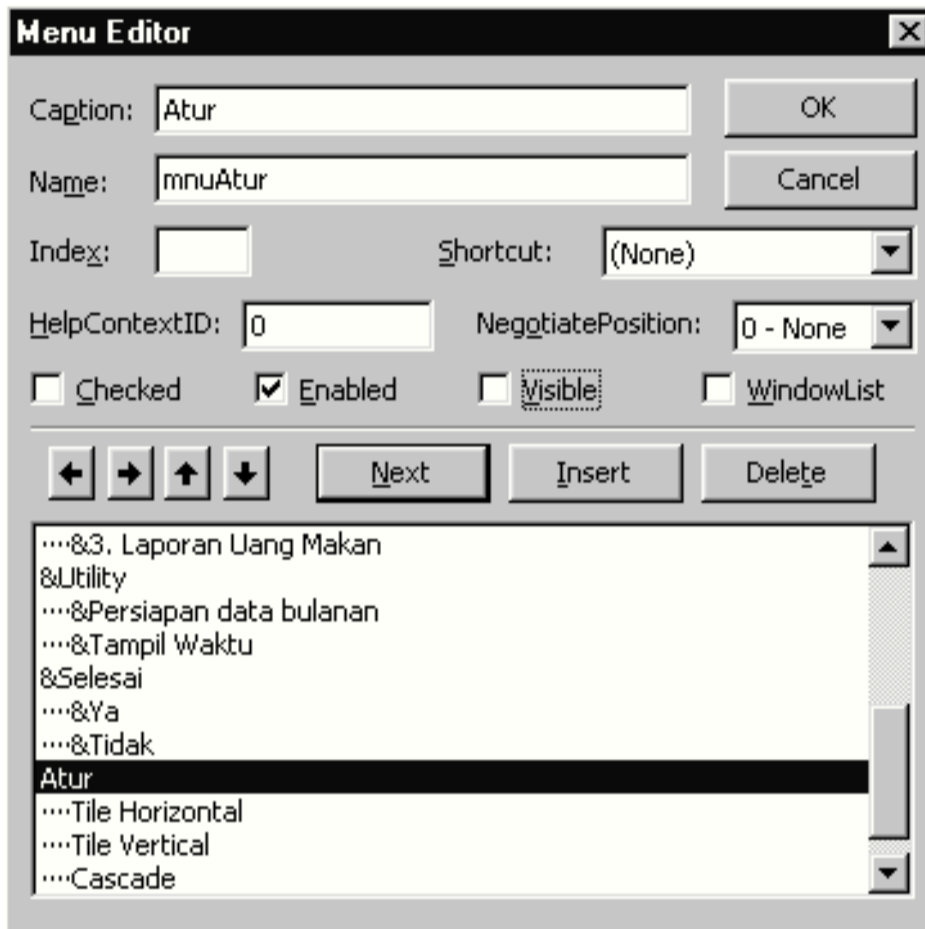 Menu Editor
Caption: Atur OK
Name: mnuAtur Cancel
Index: Shortcut: (None)
HelpContextID: 0 NegotiatePosition: 0 - None
Checked Enabled Visible WindowList
Next Insert Delete
····&3. Laporan Uang Makan
&Utility
····&Persiapan data bulanan
····&Tampil Waktu
&Selesai
····&Ya
····&Tidak
Atur
····Tile Horizontal
····Tile Vertical
····Cascade